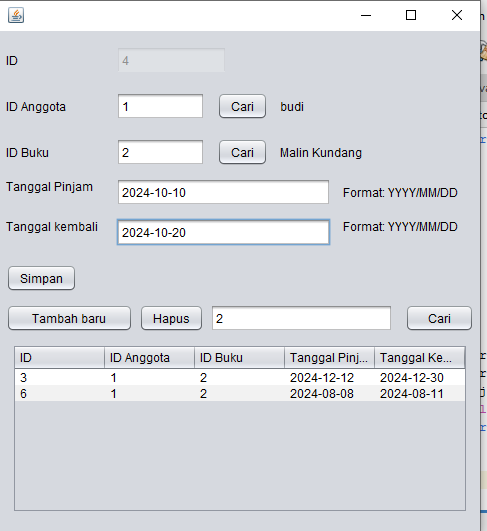 ID 4
ID Anggota 1 Cari budi
ID Buku 2 Cari Malin Kundang
Tanggal Pinjam 2024-10-10 Format: YYYY/MM/DD
Tanggal kembali 2024-10-20 Format: YYYY/MM/DD
Simpan
Tambah baru Hapus 2 Cari
ID ID Anggota ID Buku Tanggal Pinj... Tanggal Ke...
3 1 2 2024-12-12 2024-12-30
6 1 2 2024-08-08 2024-08-11